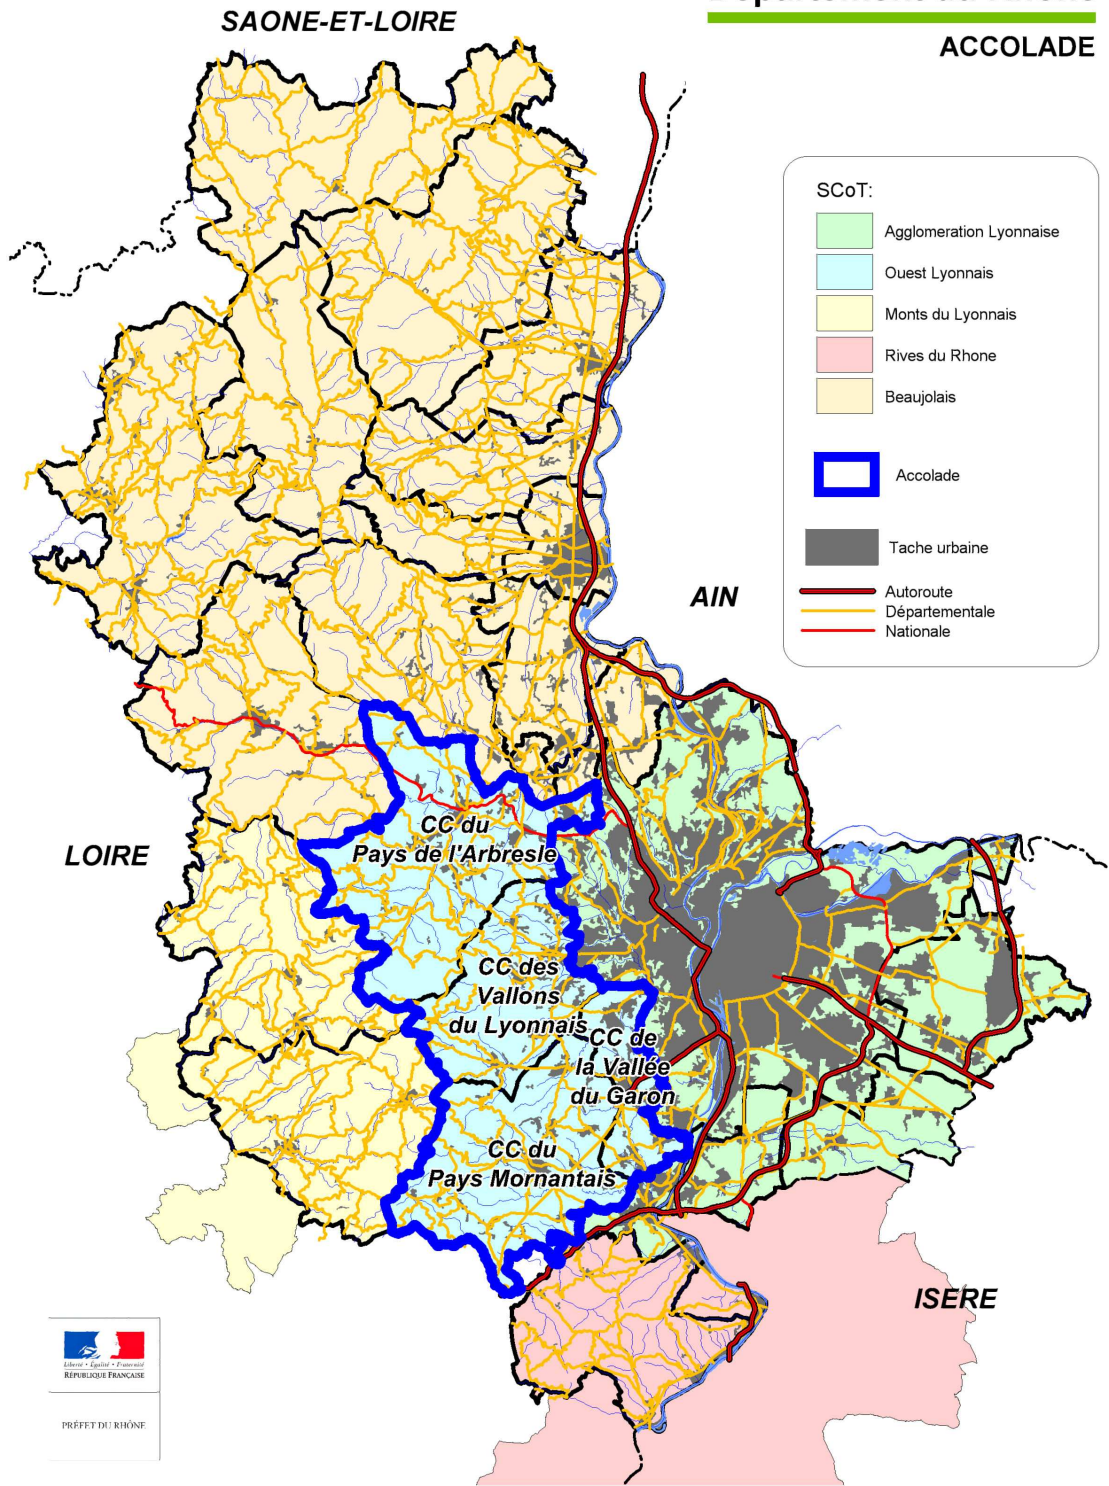 SAONE-ET-LOIRE
ACCOLADE
SCoT:
Agglomeration Lyonnaise
Ouest Lyonnais
Monts du Lyonnais
Rives du Rhone
Beaujolais
Accolade
Tache urbaine
Autoroute
Départementale
Nationale
AIN
LOIRE
CC du
Pays de l'Arbresle
CC des
Vallons
du Lyonnais
CC de
la Vallée
du Garon
CC du
Pays Mornantais
ISERE
Liberté • Égalité • Fraternité
RÉPUBLIQUE FRANÇAISE
PRÉFET DU RHÔNE